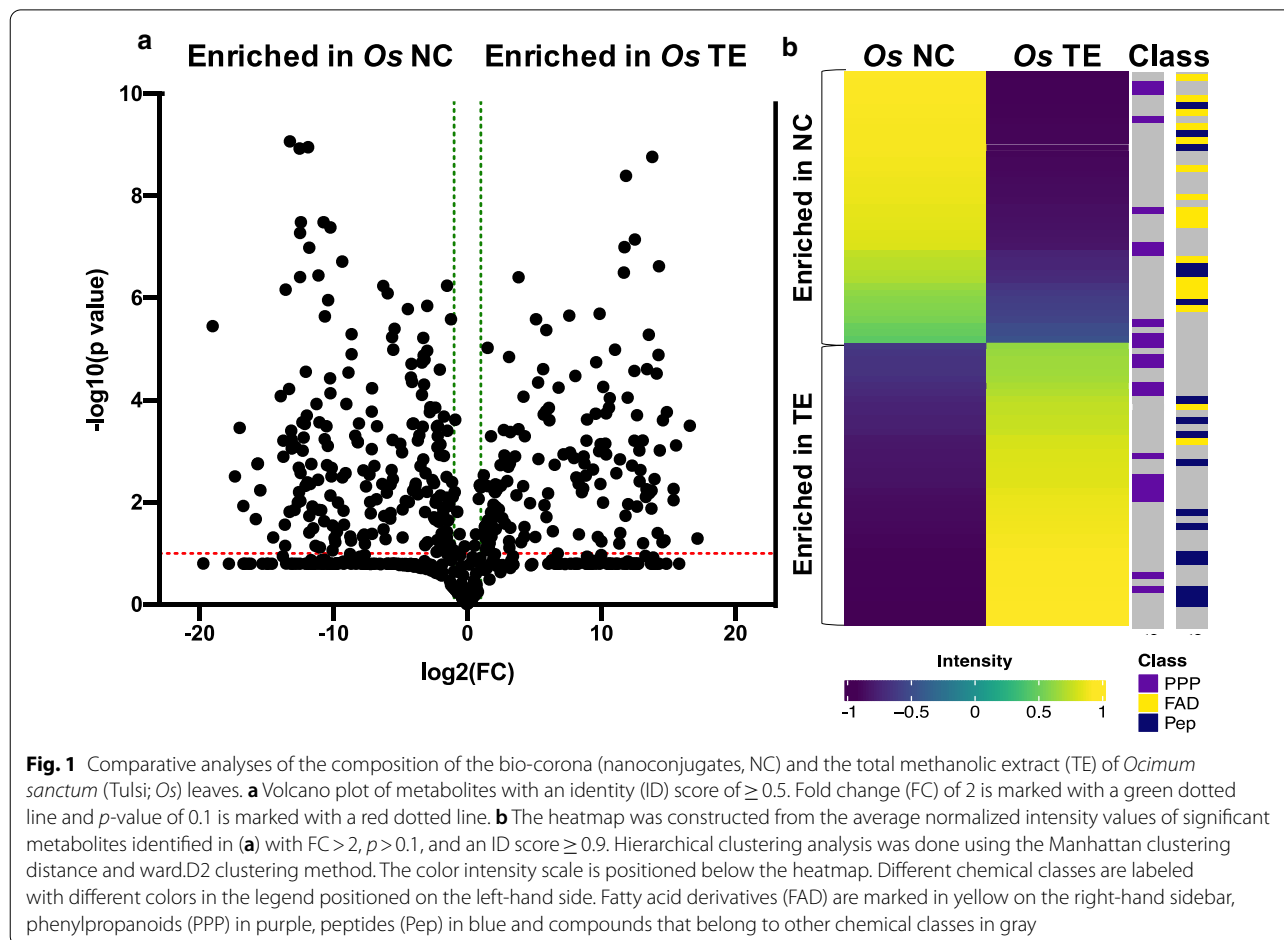 a
Enriched in Os NC Enriched in Os TE
10
8
6
4
2
0
-log10(p value)
-20 -10 0 10 20
log2(FC)
b
Os NC Os TE Class
Enriched in NC
Enriched in TE
Intensity
-1 −0.5 0 0.5 1
Class
PPP
FAD
Pep
Fig. 1 Comparative analyses of the composition of the bio-corona (nanoconjugates, NC) and the total methanolic extract (TE) of Ocimum
sanctum (Tulsi; Os) leaves. a Volcano plot of metabolites with an identity (ID) score of ≥ 0.5. Fold change (FC) of 2 is marked with a green dotted
line and p-value of 0.1 is marked with a red dotted line. b The heatmap was constructed from the average normalized intensity values of significant
metabolites identified in (a) with FC > 2, p > 0.1, and an ID score ≥ 0.9. Hierarchical clustering analysis was done using the Manhattan clustering
distance and ward.D2 clustering method. The color intensity scale is positioned below the heatmap. Different chemical classes are labeled
with different colors in the legend positioned on the left-hand side. Fatty acid derivatives (FAD) are marked in yellow on the right-hand sidebar,
phenylpropanoids (PPP) in purple, peptides (Pep) in blue and compounds that belong to other chemical classes in gray